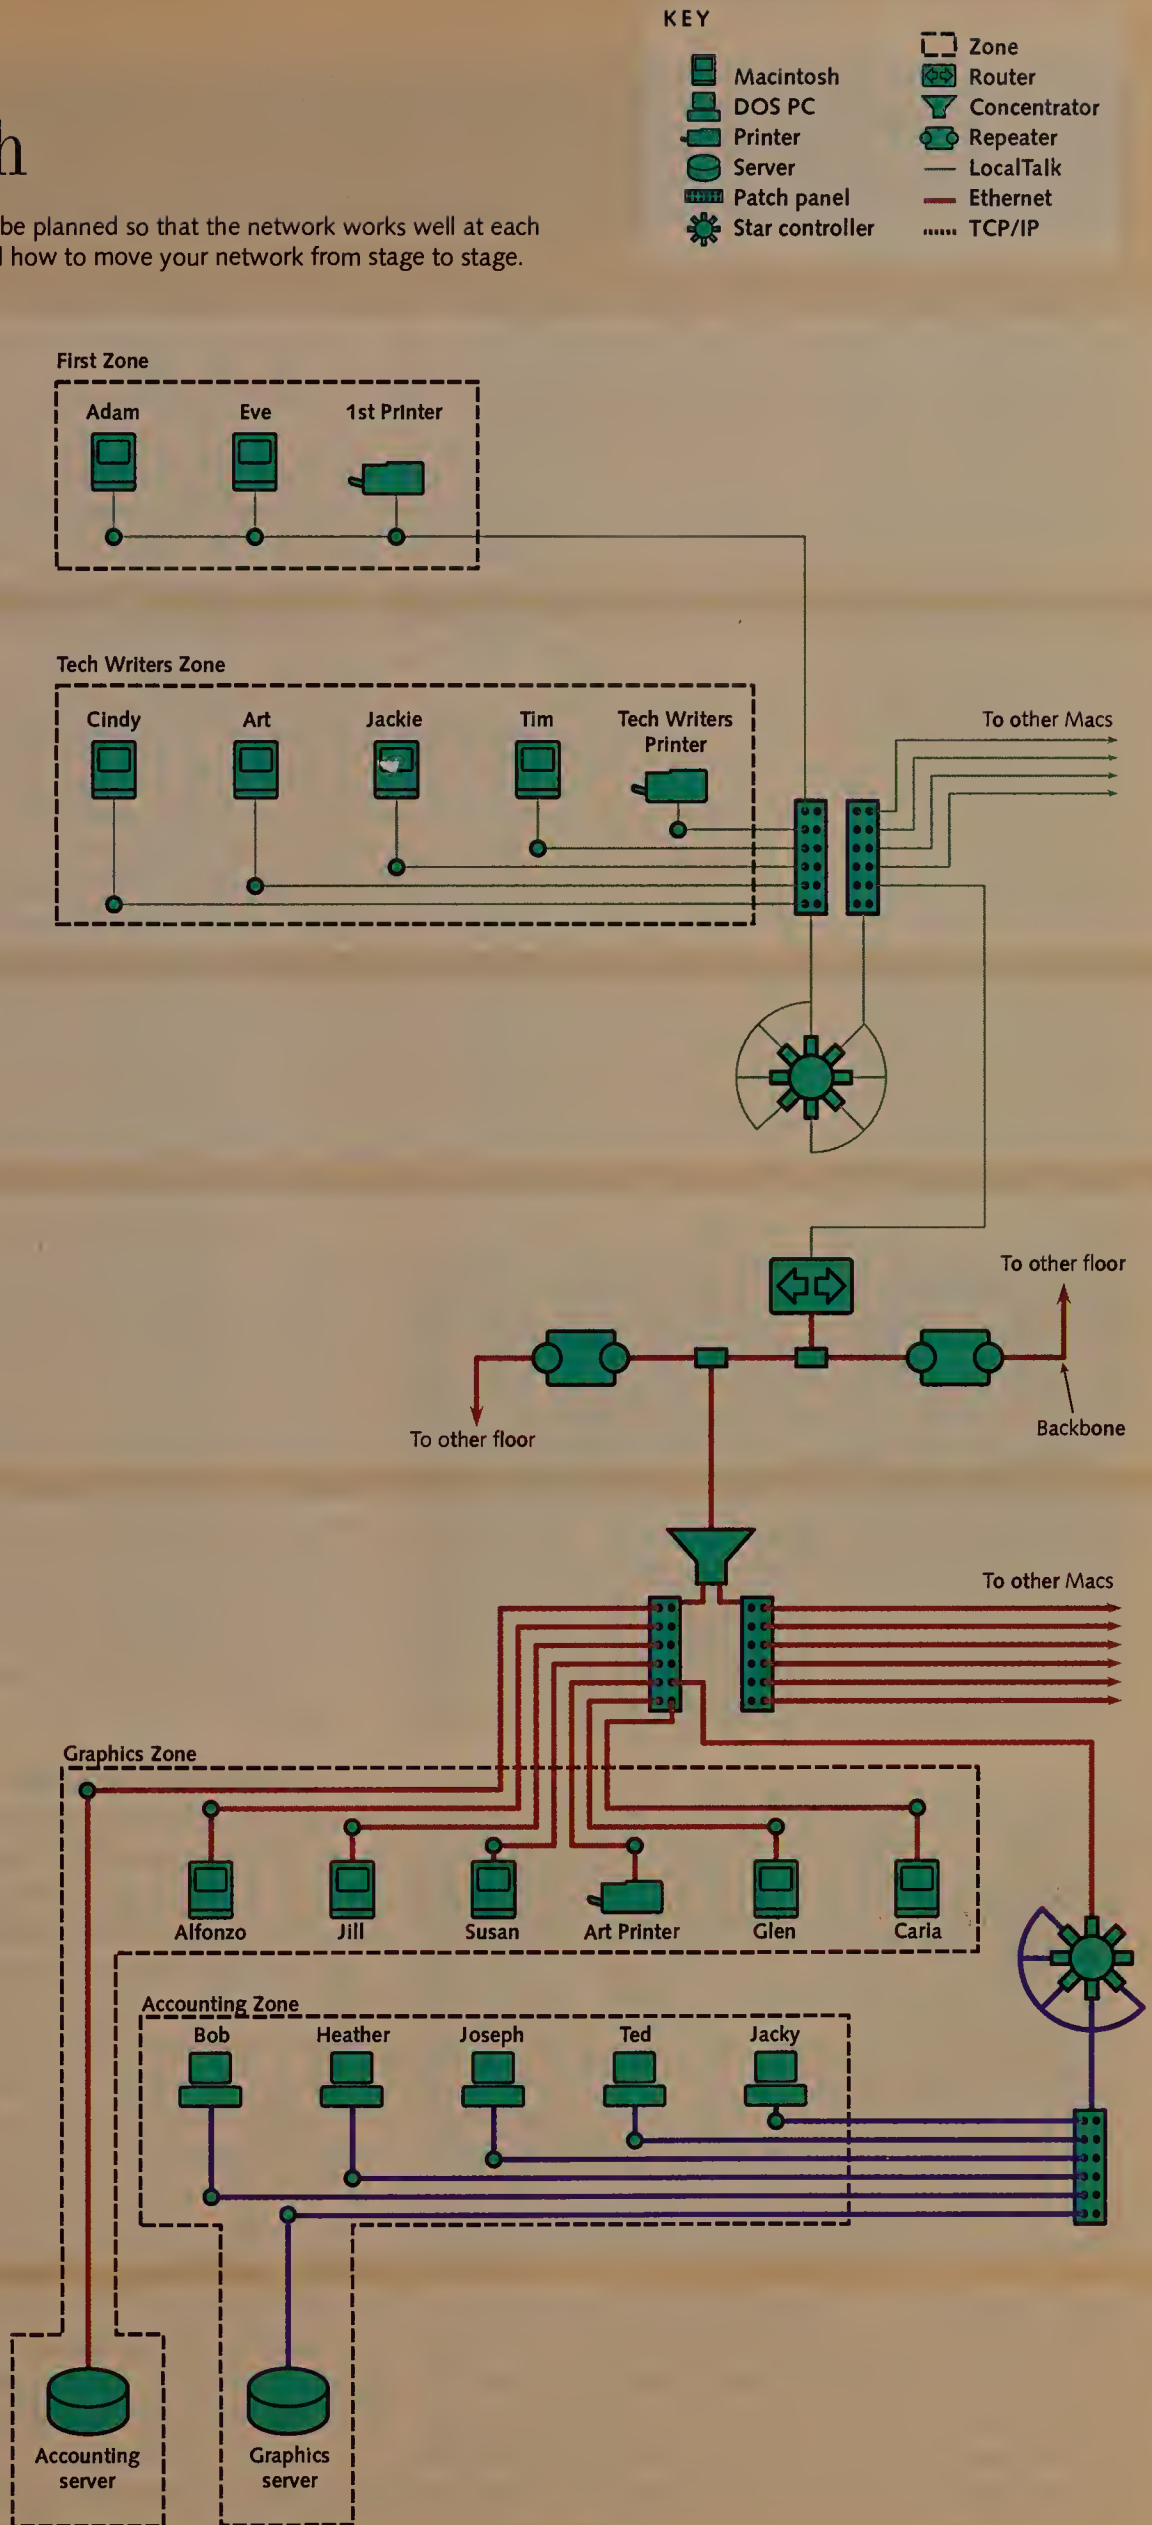 KEY
Macintosh
DOS PC
Printer
Server
Patch panel
Star controller
Zone
Router
Concentrator
Repeater
LocalTalk
Ethernet
TCP/IP
h
be planned so that the network works well at each
how to move your network from stage to stage.
First Zone
Adam Eve 1st Printer
Tech Writers Zone
Cindy Art Jackie Tim Tech Writers
Printer
To other Macs
To other floor
To other floor
Backbone
To other Macs
Graphics Zone
Alfonzo Jill Susan Art Printer Glen Carla
Accounting Zone
Bob Heather Joseph Ted Jacky
Accounting
server
Graphics
server